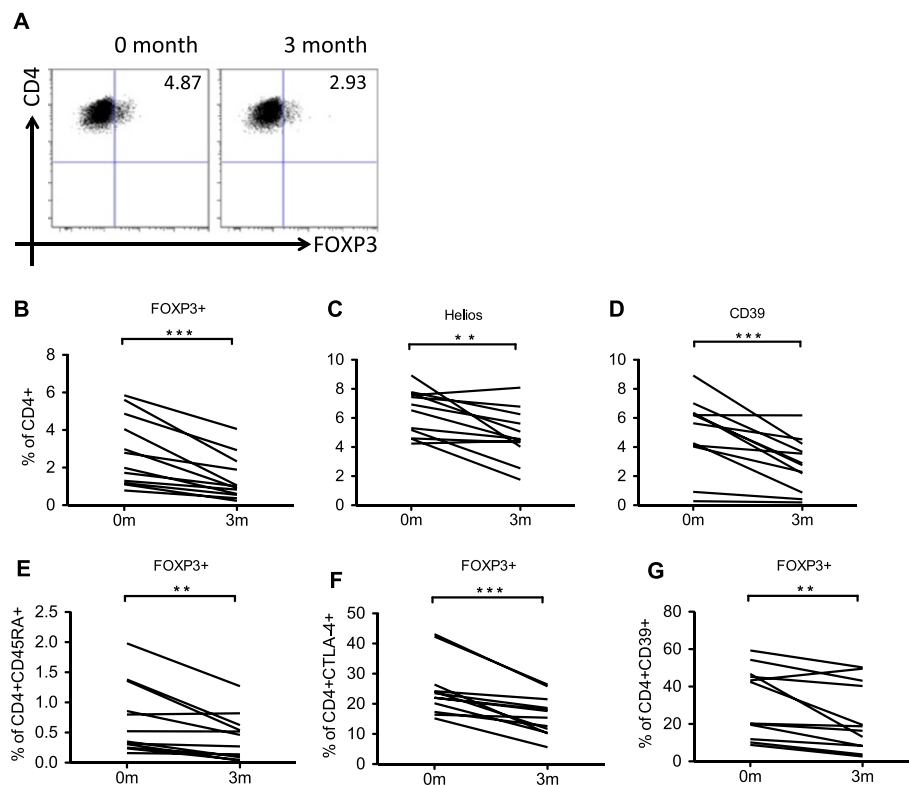 A
0 month
3 month
CD4
4.87
2.93
FOXP3
B
FOXP3+
***
% of CD4+
8
6
4
2
0
0m
3m
C
Helios
**
10
8
6
4
2
0
0m
3m
D
CD39
***
10
8
6
4
2
0
0m
3m
E
FOXP3+
**
% of CD4+CD45RA+
2.5
2.0
1.5
1.0
0.5
0.0
0m
3m
F
FOXP3+
***
% of CD4+CTLA-4+
50
40
30
20
10
0
0m
3m
G
FOXP3+
**
% of CD4+CD39+
80
60
40
20
0
0m
3m